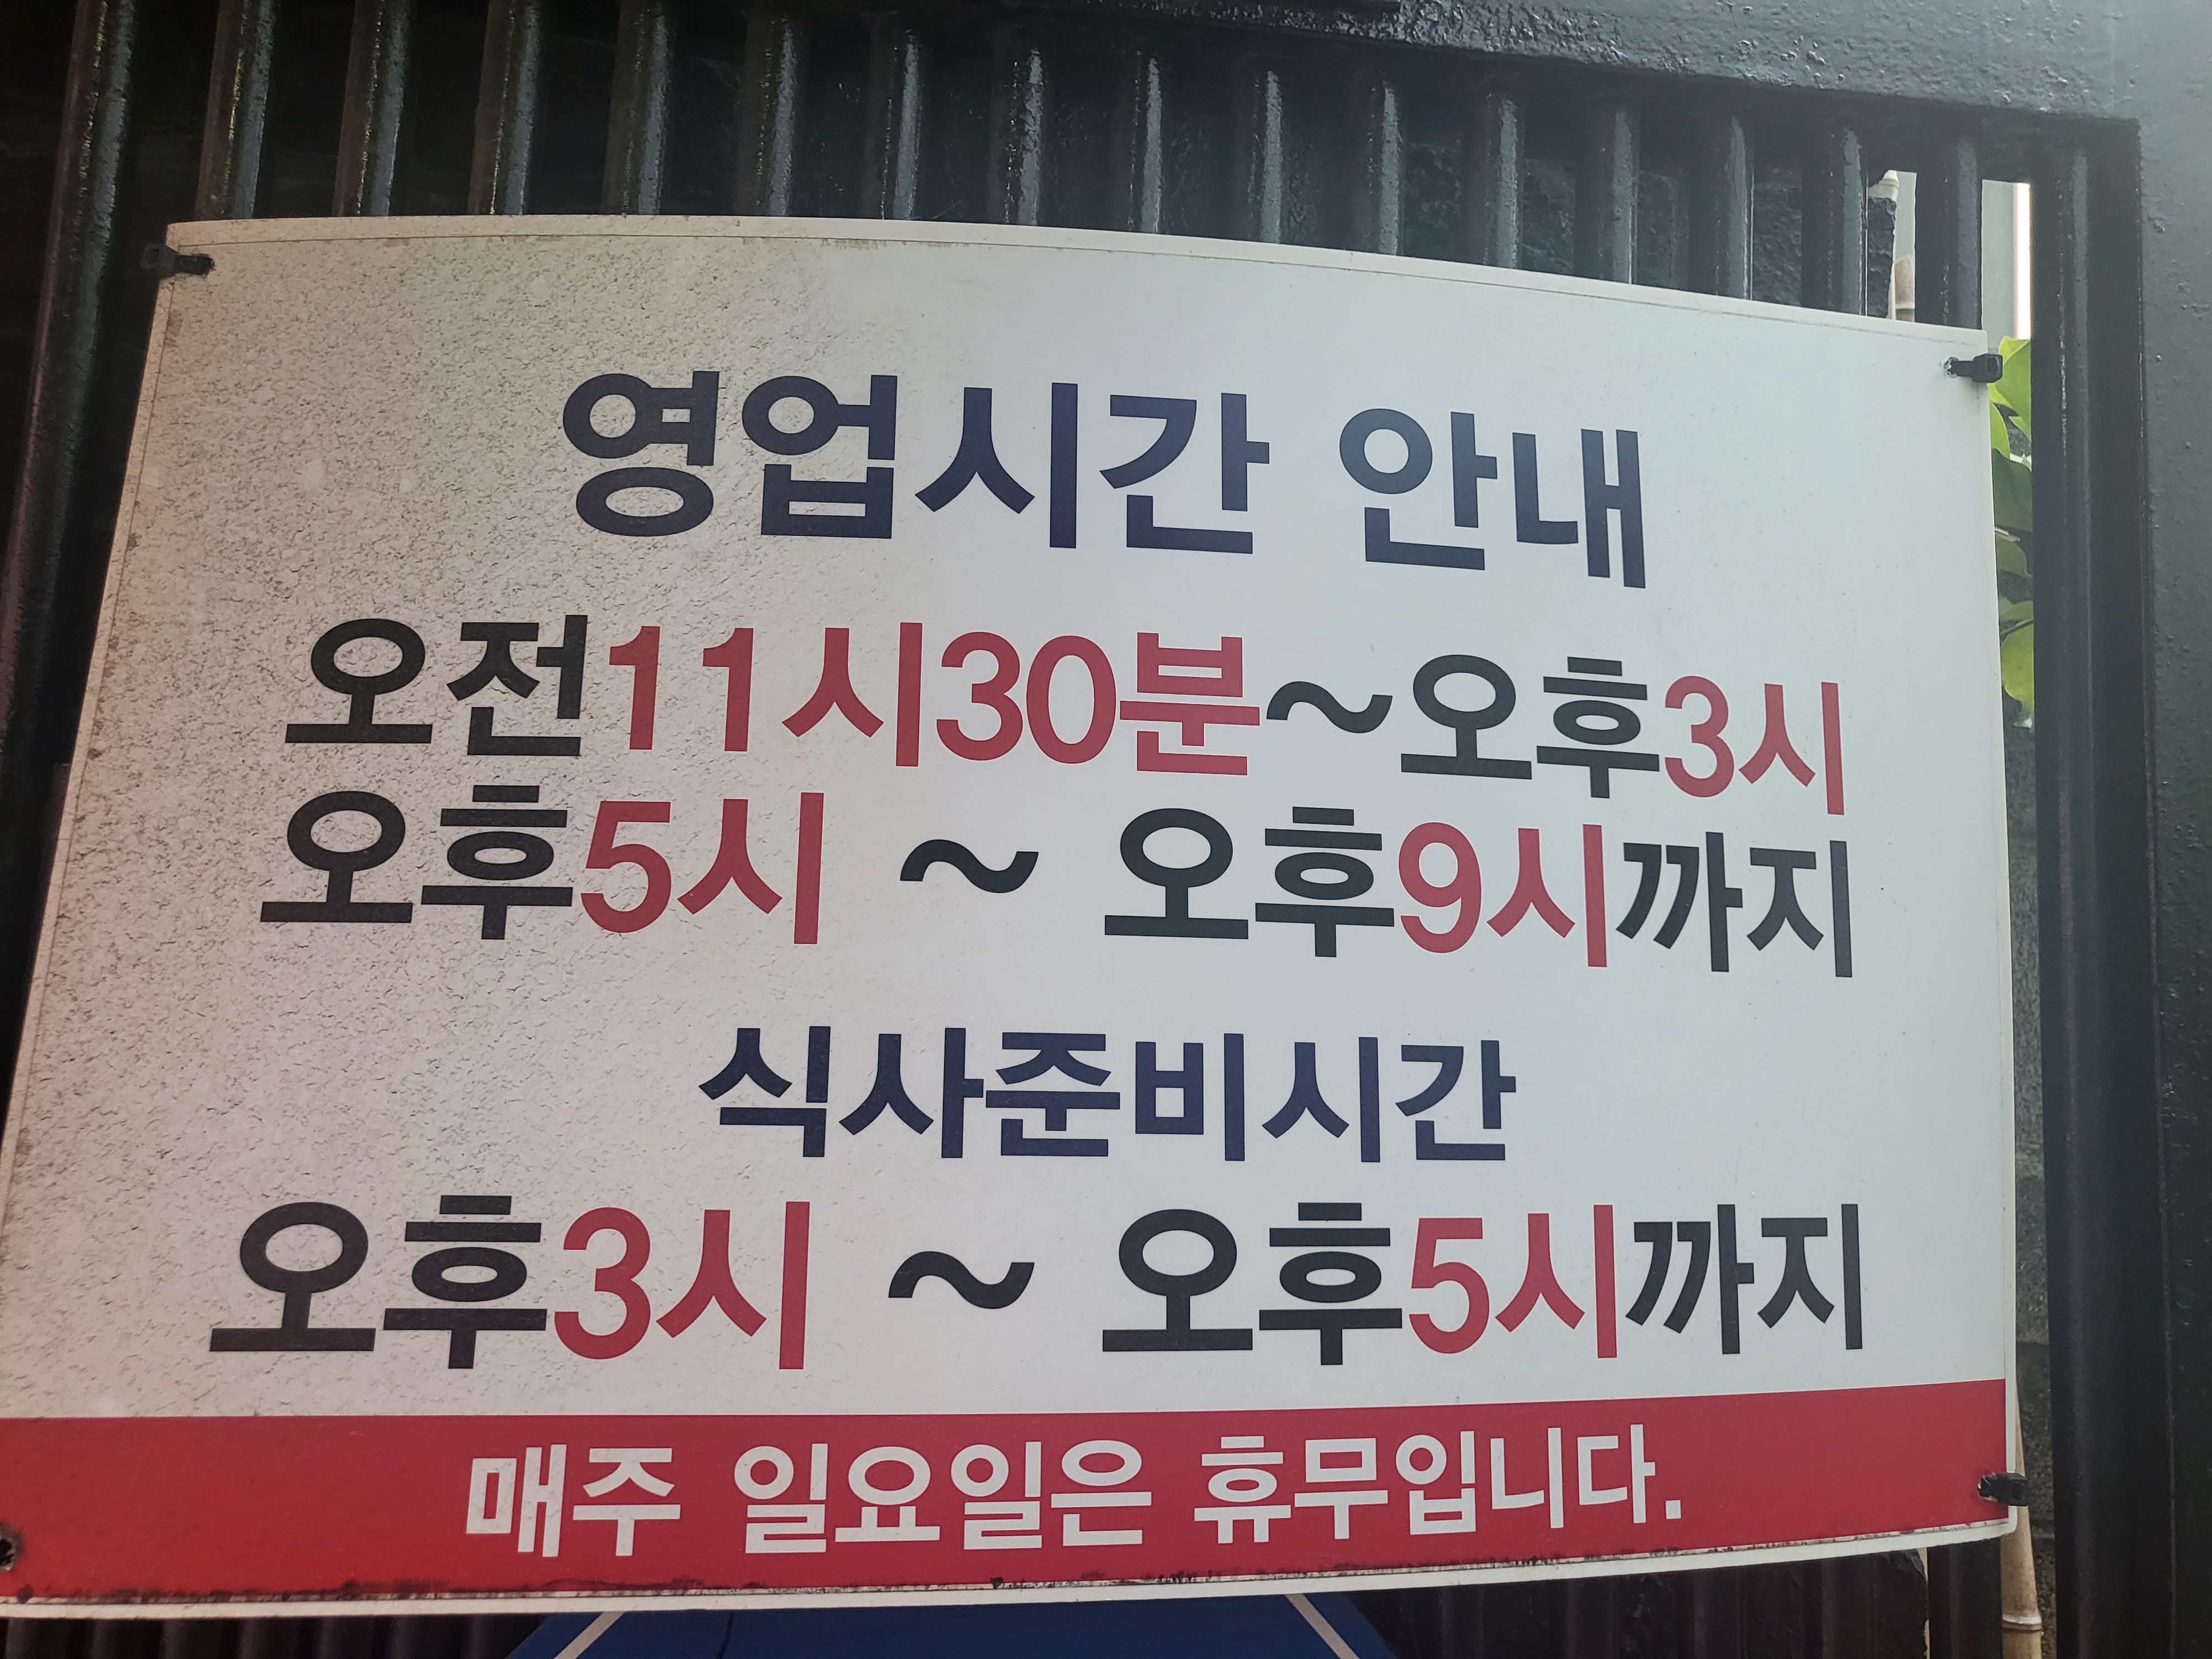 영업시간 안내
오전11시30분~오후3시
오후5시 ~ 오후9시까지
식사준비시간
오후3시 ~ 오후5시까지
매주 일요일은 휴무입니다.